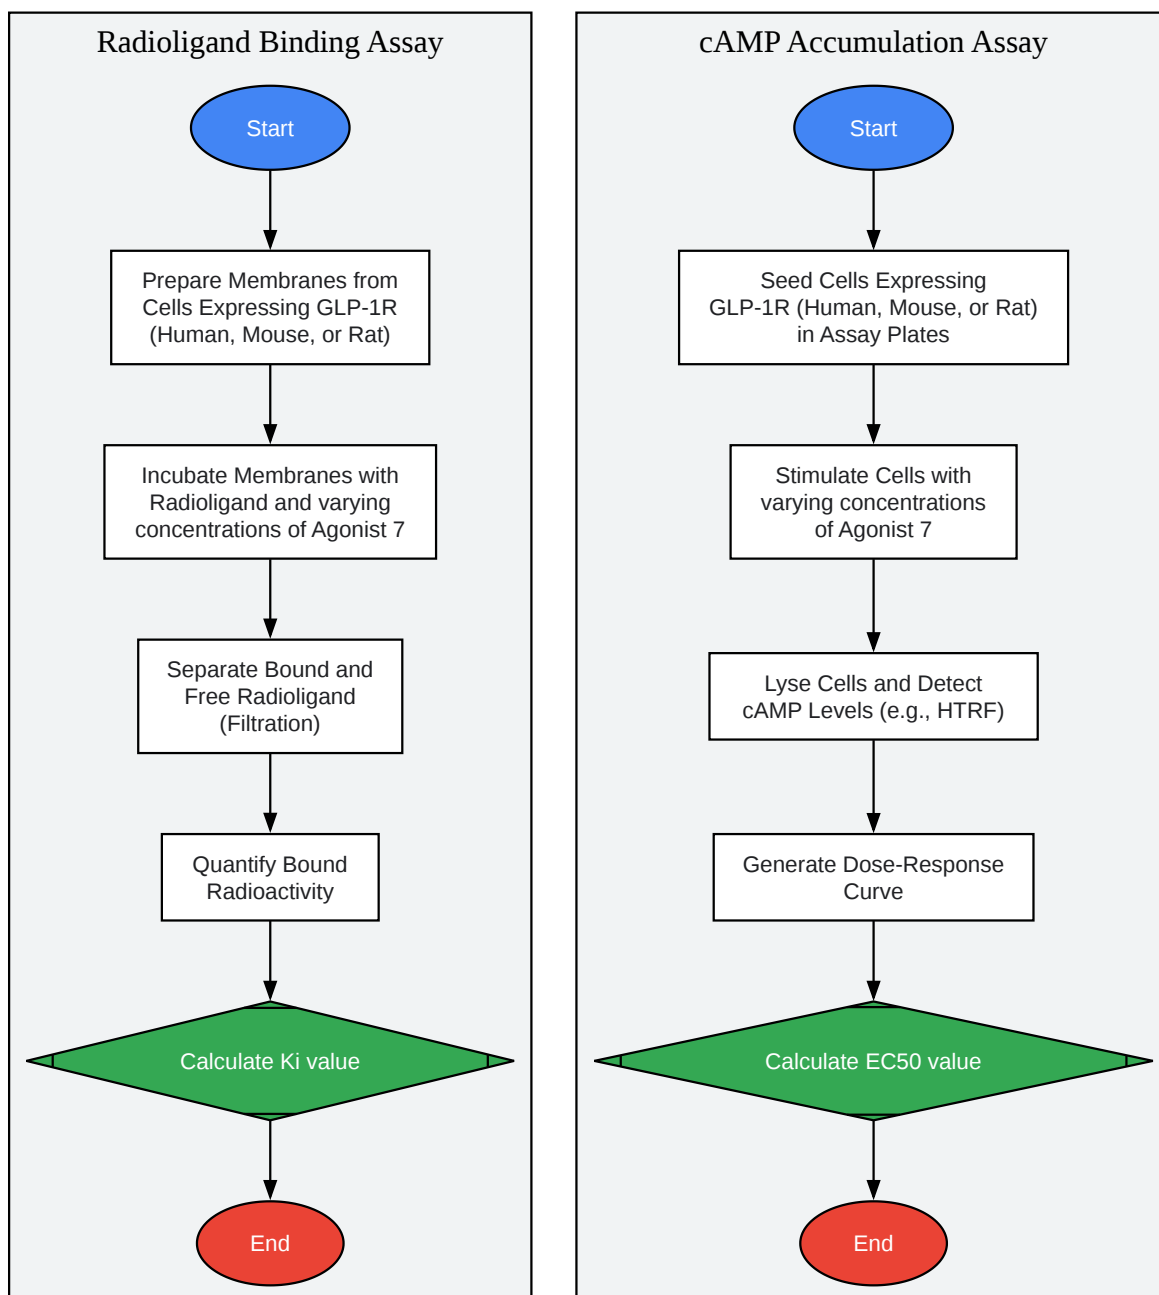 Radioligand Binding Assay
Start
Prepare Membranes from
Cells Expressing GLP-1R
(Human, Mouse, or Rat)
Incubate Membranes with
Radioligand and varying
concentrations of Agonist 7
Separate Bound and
Free Radioligand
(Filtration)
Quantify Bound
Radioactivity
Calculate Ki value
End
cAMP Accumulation Assay
Start
Seed Cells Expressing
GLP-1R (Human, Mouse, or Rat)
in Assay Plates
Stimulate Cells with
varying concentrations
of Agonist 7
Lyse Cells and Detect
cAMP Levels (e.g., HTRF)
Generate Dose-Response
Curve
Calculate EC50 value
End